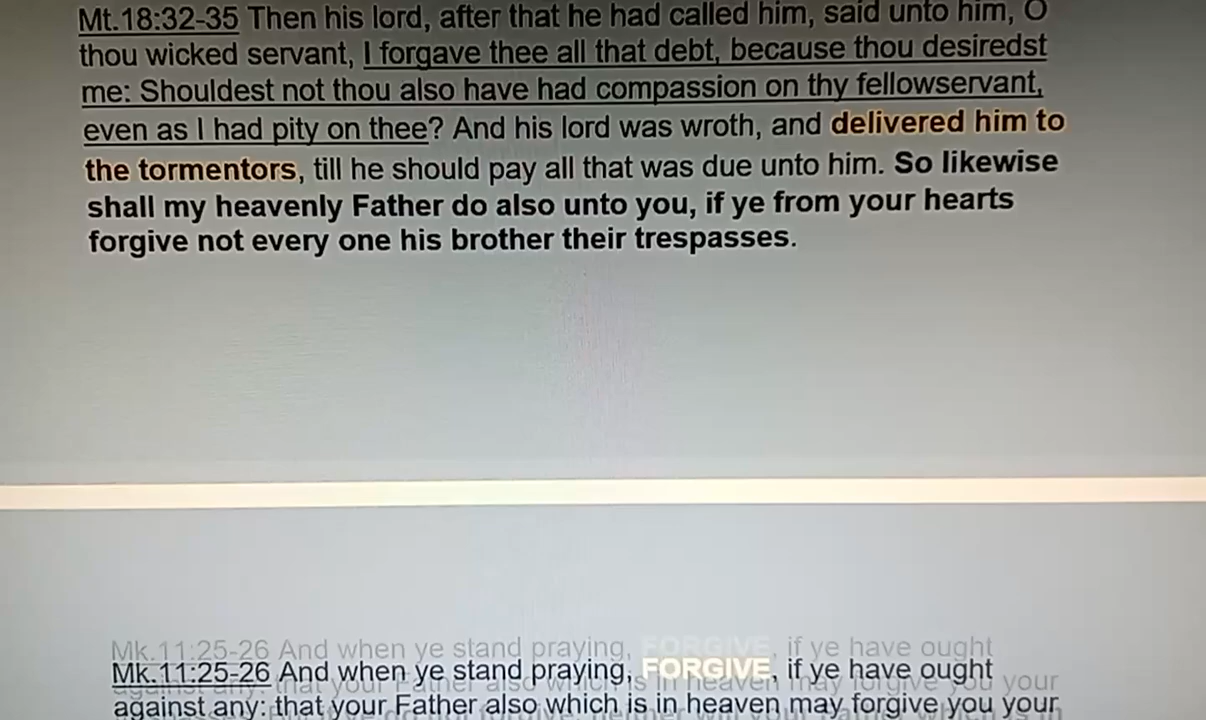 Mt.18:32-35 Then his lord, after that he had called him, said unto him, O
thou wicked servant, I forgave thee all that debt, because thou desiredst
me: Shouldest not thou also have had compassion on thy fellowservant,
even as I had pity on thee? And his lord was wroth, and delivered him to
the tormentors, till he should pay all that was due unto him. So likewise
shall my heavenly Father do also unto you, if ye from your hearts
forgive not every one his brother their trespasses.
Mk.11:25-26 And when ye stand praying, FORGIVE, if ye have ought
against any: that your Father also which is in heaven may forgive you your